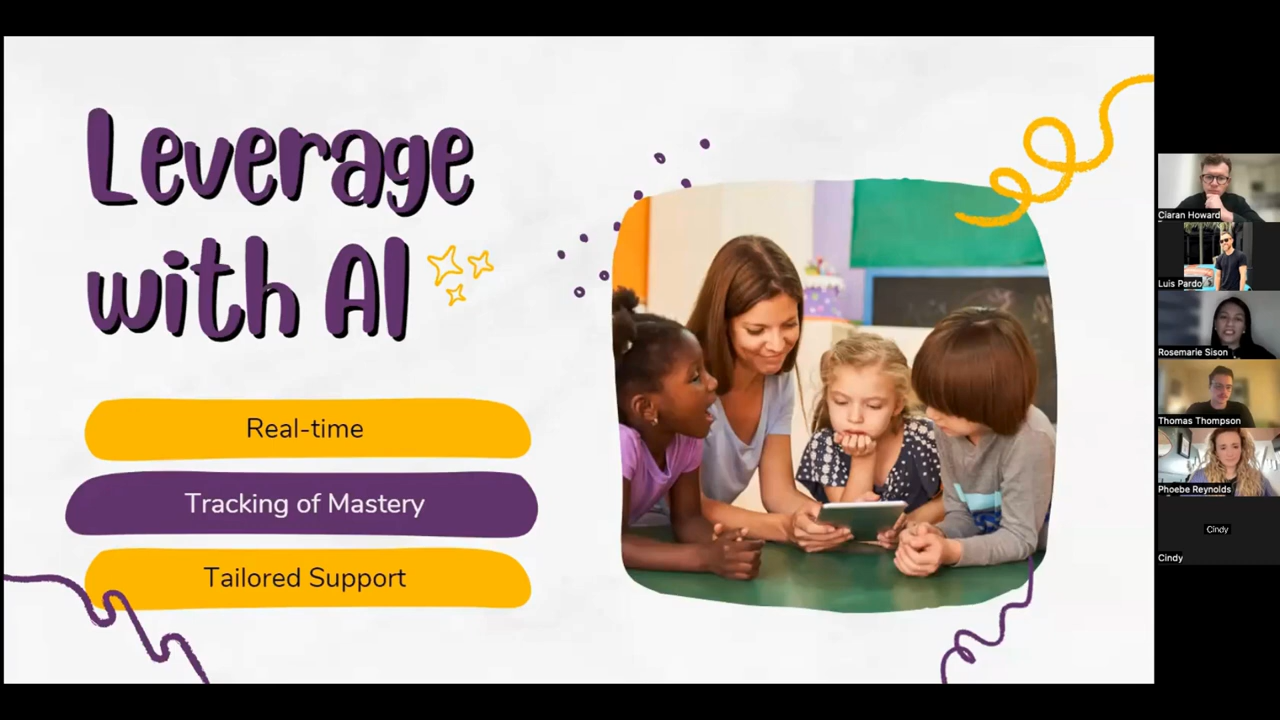 Leverage
with AI
Real-time
Tracking of Mastery
Tailored Support
Ciaran Howard
Luis Pardo
Rosemarie Sison
Thomas Thompson
Phoebe Reynolds
Cindy
Cindy